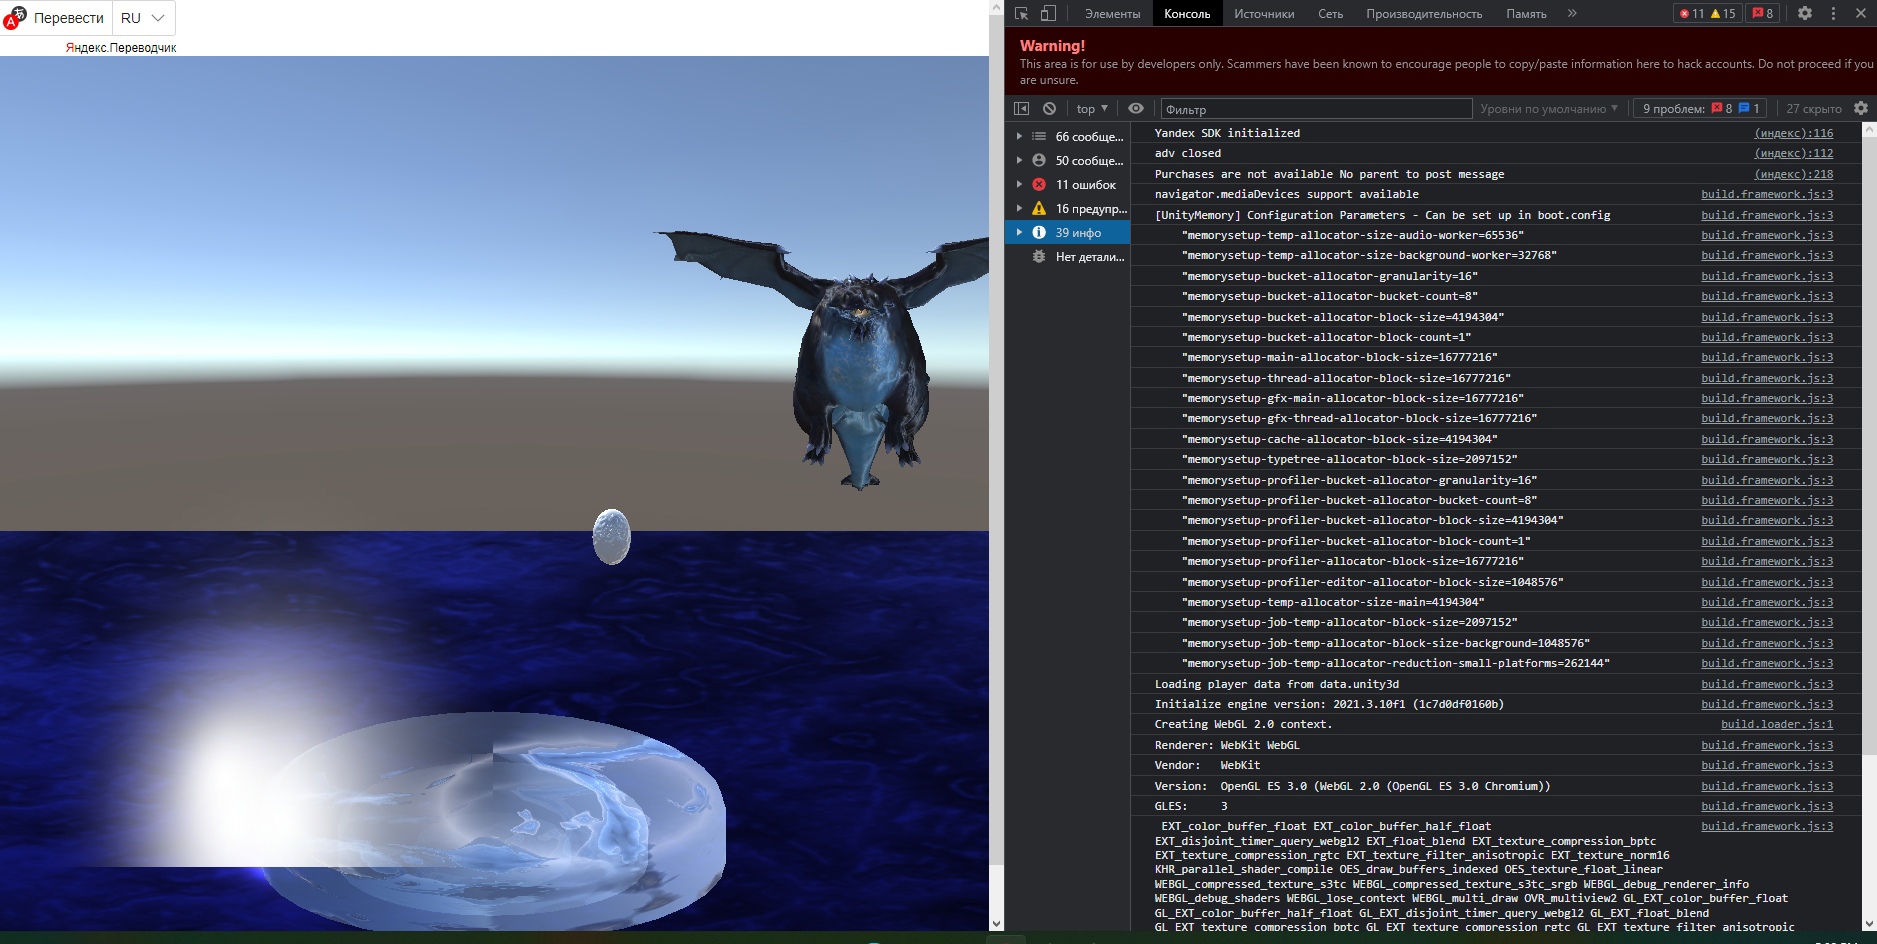 Перевести RU
Яндекс.Переводчик
Элементы Консоль Источники Сеть Производительность Память » 11 15 8
Warning!
This area is for use by developers only. Scammers have been known to encourage people to copy/paste information here to hack accounts. Do not proceed if you
are unsure.
top Фильтр Уровни по умолчанию 9 проблем: 8 1 27 скрыто
66 сообще...
50 сообще...
11 ошибок
16 предупр...
39 инфо
Нет детали...
Yandex SDK initialized (индекс):116
adv closed (индекс):112
Purchases are not available No parent to post message (индекс):218
navigator.mediaDevices support available build.framework.js:3
[UnityMemory] Configuration Parameters - Can be set up in boot.config build.framework.js:3
"memorysetup-temp-allocator-size-audio-worker=65536" build.framework.js:3
"memorysetup-temp-allocator-size-background-worker=32768" build.framework.js:3
"memorysetup-bucket-allocator-granularity=16" build.framework.js:3
"memorysetup-bucket-allocator-bucket-count=8" build.framework.js:3
"memorysetup-bucket-allocator-block-size=4194304" build.framework.js:3
"memorysetup-bucket-allocator-block-count=1" build.framework.js:3
"memorysetup-main-allocator-block-size=16777216" build.framework.js:3
"memorysetup-thread-allocator-block-size=16777216" build.framework.js:3
"memorysetup-gfx-main-allocator-block-size=16777216" build.framework.js:3
"memorysetup-gfx-thread-allocator-block-size=16777216" build.framework.js:3
"memorysetup-cache-allocator-block-size=4194304" build.framework.js:3
"memorysetup-typetree-allocator-block-size=2097152" build.framework.js:3
"memorysetup-profiler-bucket-allocator-granularity=16" build.framework.js:3
"memorysetup-profiler-bucket-allocator-bucket-count=8" build.framework.js:3
"memorysetup-profiler-bucket-allocator-block-size=4194304" build.framework.js:3
"memorysetup-profiler-bucket-allocator-block-count=1" build.framework.js:3
"memorysetup-profiler-allocator-block-size=16777216" build.framework.js:3
"memorysetup-profiler-editor-allocator-block-size=1048576" build.framework.js:3
"memorysetup-temp-allocator-size-main=4194304" build.framework.js:3
"memorysetup-job-temp-allocator-block-size=2097152" build.framework.js:3
"memorysetup-job-temp-allocator-block-size-background=1048576" build.framework.js:3
"memorysetup-job-temp-allocator-reduction-small-platforms=262144" build.framework.js:3
Loading player data from data.unity3d build.framework.js:3
Initialize engine version: 2021.3.10f1 (1c7d0df0160b) build.framework.js:3
Creating WebGL 2.0 context. build.loader.js:1
Renderer: WebKit WebGL build.framework.js:3
Vendor: WebKit build.framework.js:3
Version: OpenGL ES 3.0 (WebGL 2.0 (OpenGL ES 3.0 Chromium)) build.framework.js:3
GLES: 3 build.framework.js:3
EXT_color_buffer_float EXT_color_buffer_half_float build.framework.js:3
EXT_disjoint_timer_query_webgl2 EXT_float_blend EXT_texture_compression_bptc
EXT_texture_compression_rgtc EXT_texture_filter_anisotropic EXT_texture_norm16
KHR_parallel_shader_compile OES_draw_buffers_indexed OES_texture_float_linear
WEBGL_compressed_texture_s3tc WEBGL_compressed_texture_s3tc_srgb WEBGL_debug_renderer_info
WEBGL_debug_shaders WEBGL_lose_context WEBGL_multi_draw OVR_multiview2 GL_EXT_color_buffer_float
GL_EXT_color_buffer_half_float GL_EXT_disjoint_timer_query_webgl2 GL_EXT_float_blend
GL_EXT_texture_compression_bptc GL_EXT_texture_compression_rgtc GL_EXT_texture_filter_anisotropic